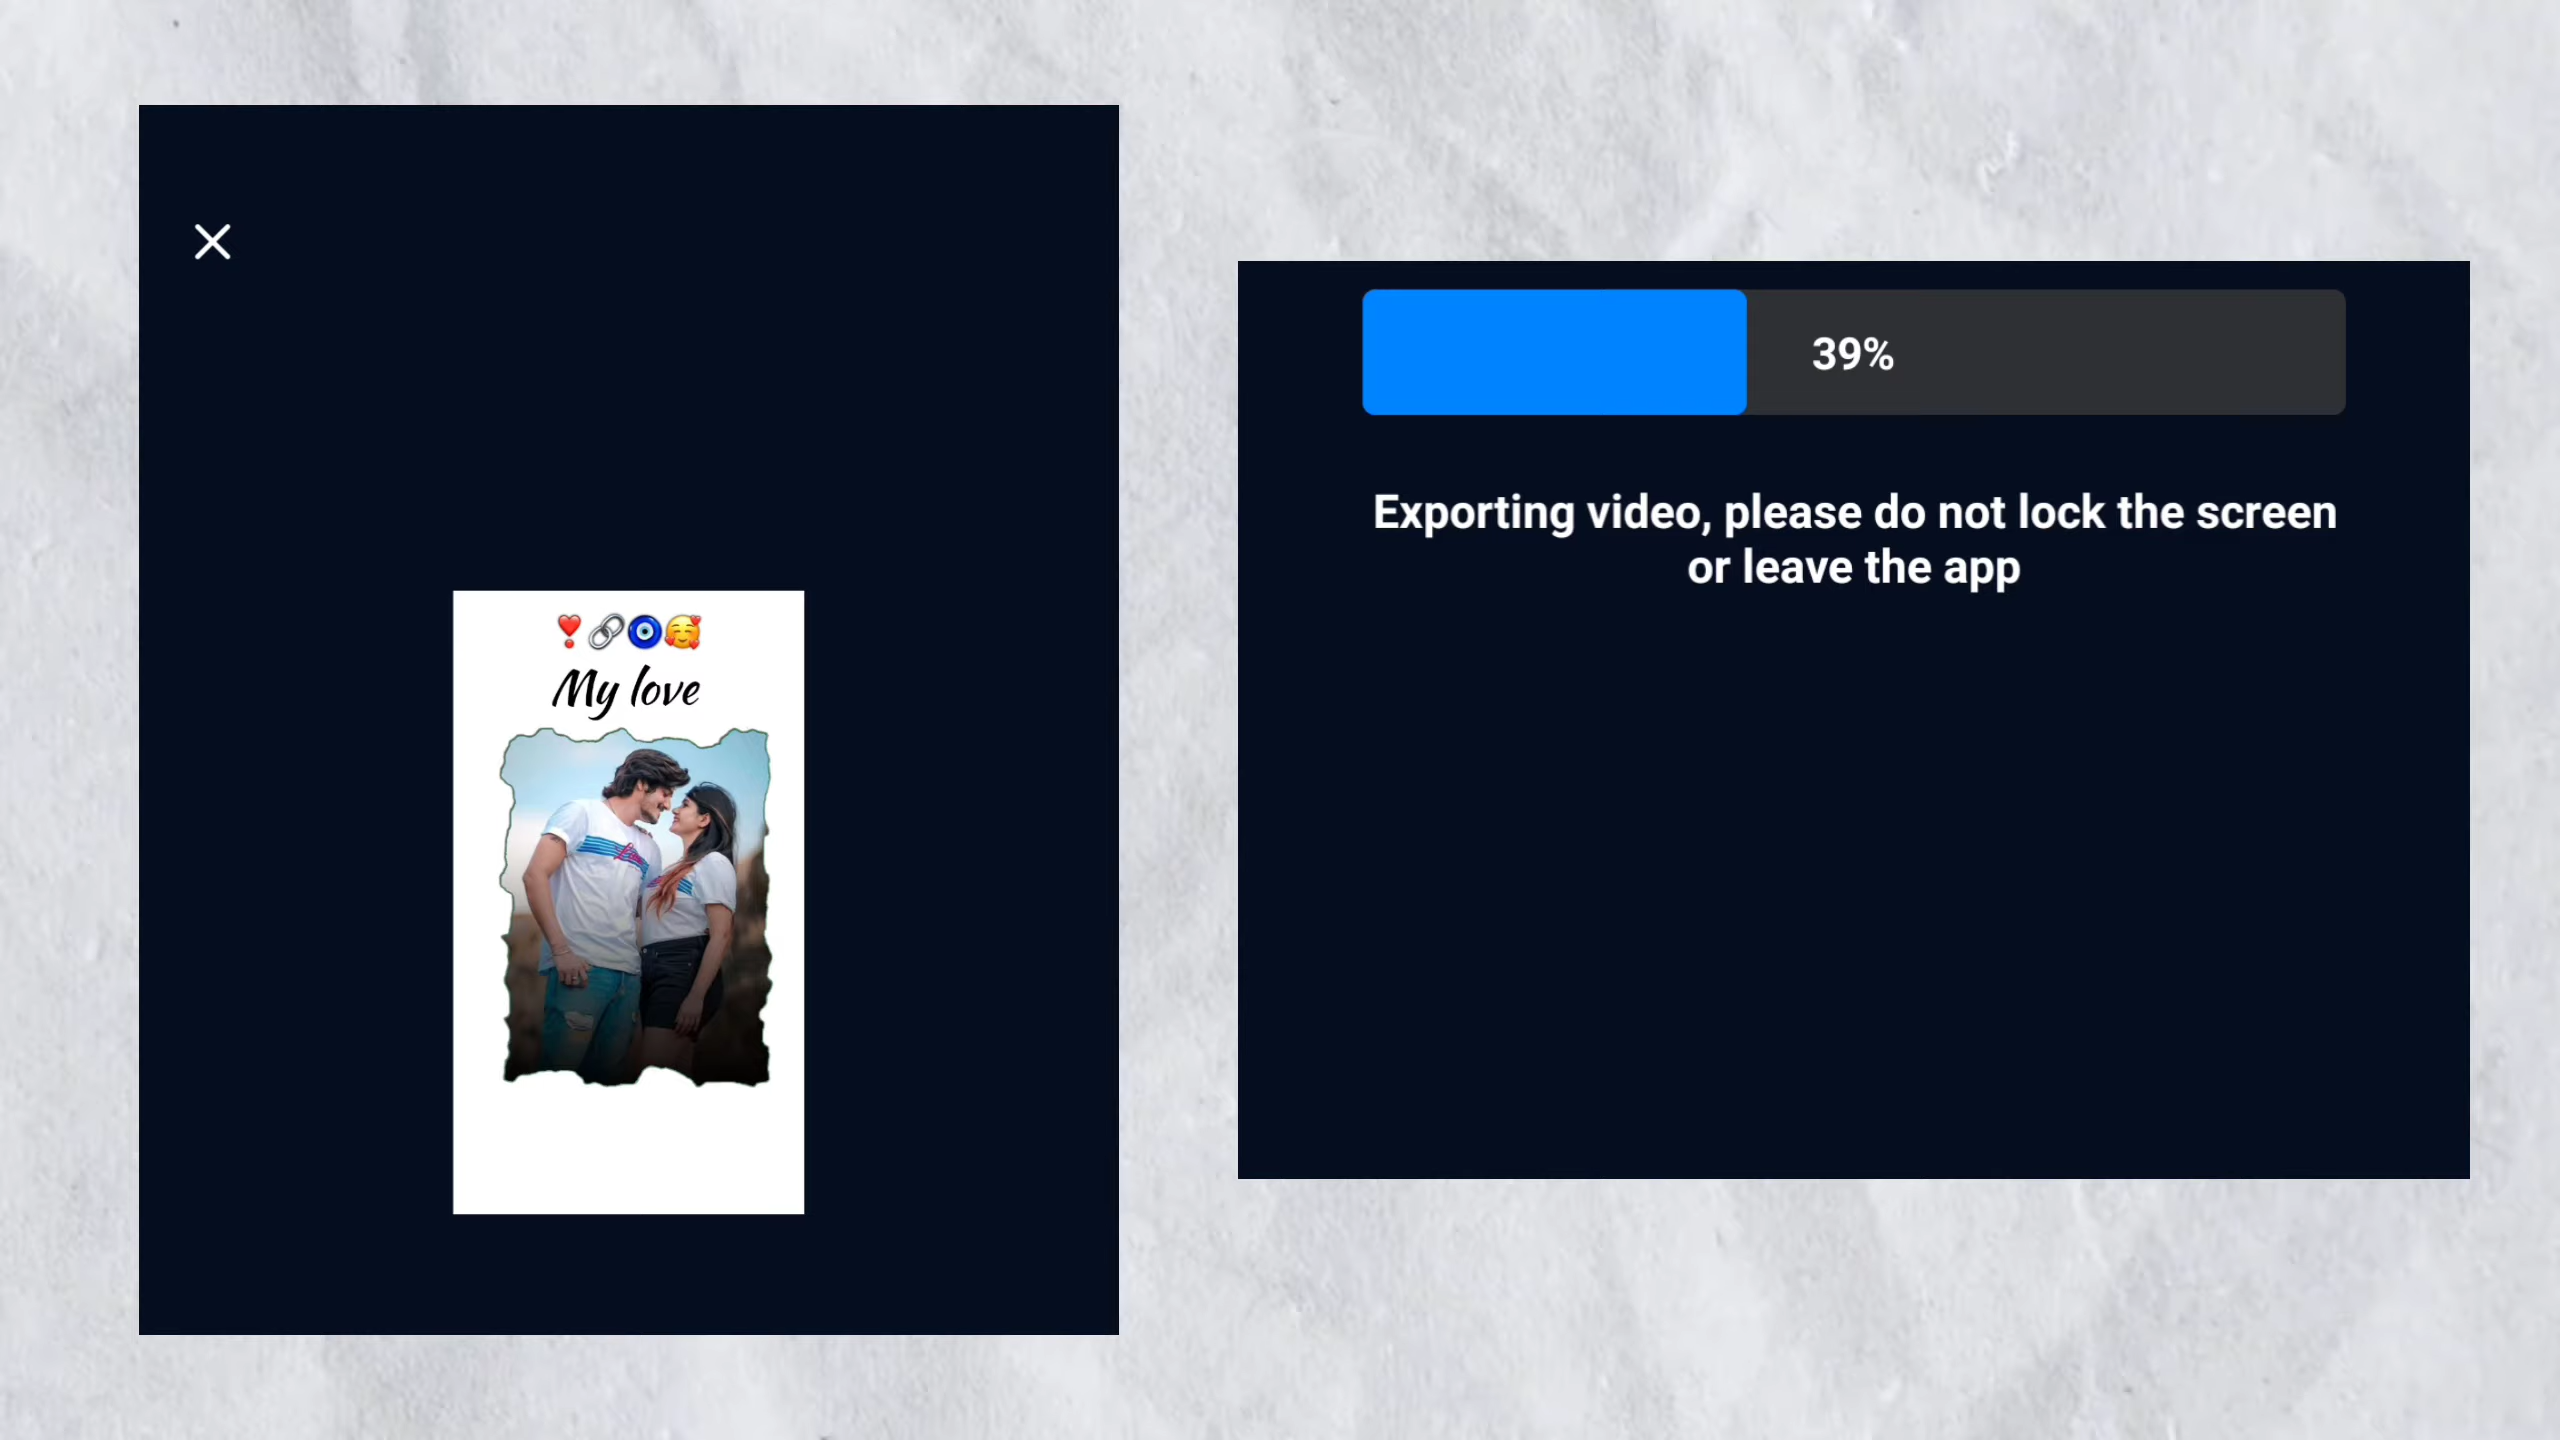 ❣️🔗🧿🥰
My love
39%
Exporting video, please do not lock the screen
or leave the app